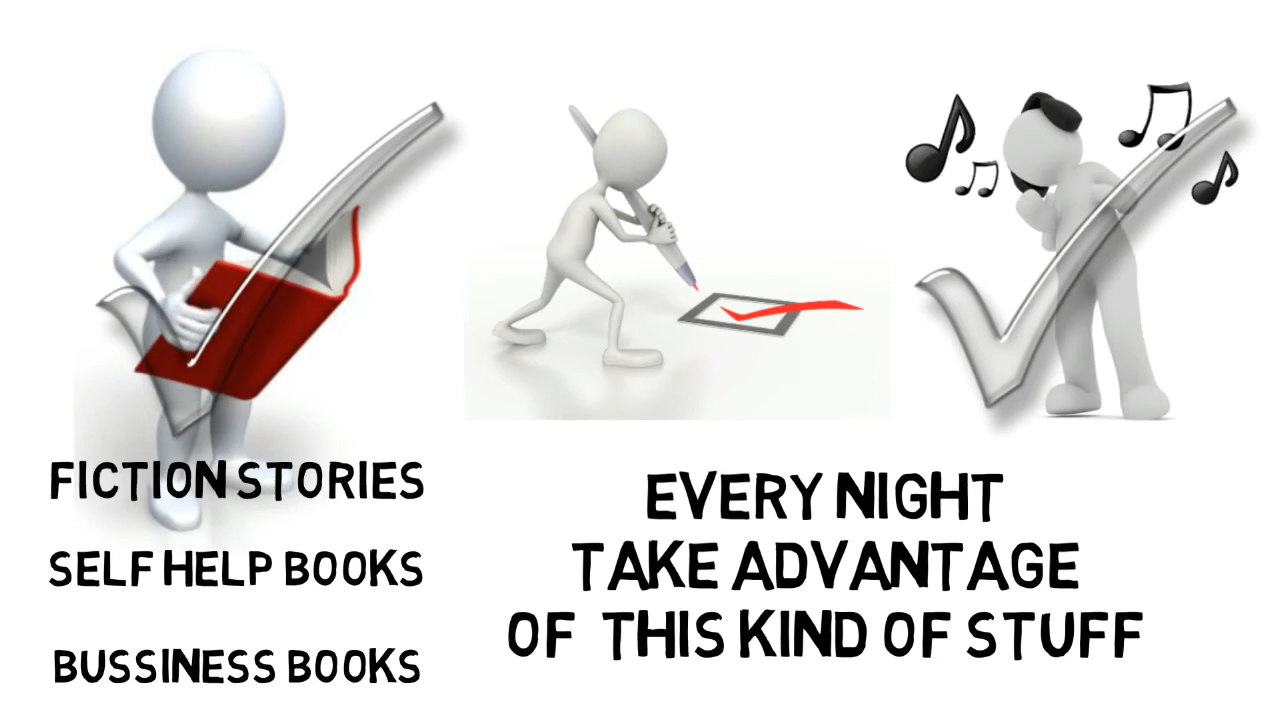 FICTION STORIES
SELF HELP BOOKS
BUSSINESS BOOKS
EVERY NIGHT
TAKE ADVANTAGE
OF THIS KIND OF STUFF